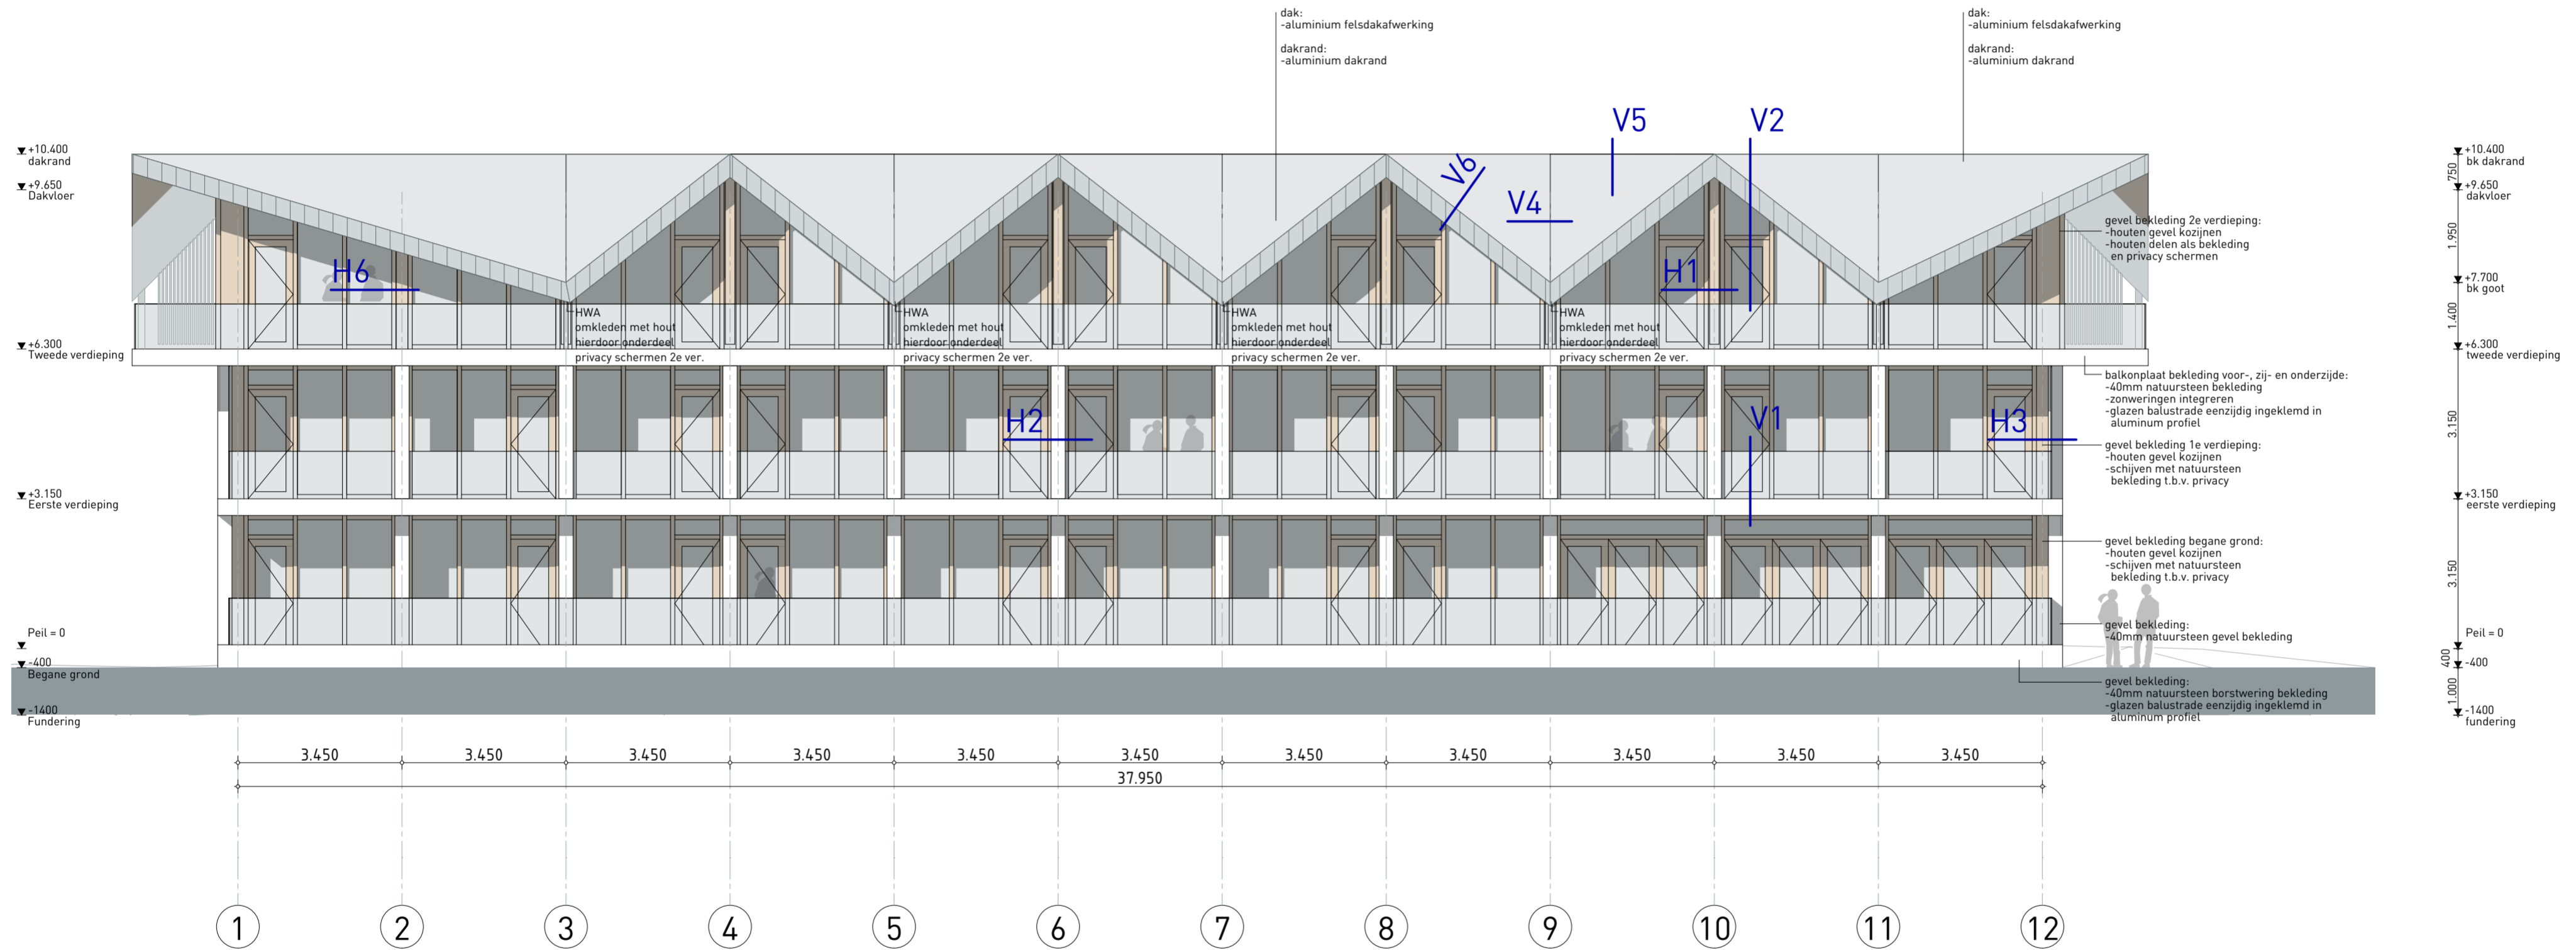 dak:
-aluminium felsdakafwerking
dakrand:
-aluminium dakrand
dak:
-aluminium felsdakafwerking
dakrand:
-aluminium dakrand
V5
V2
V6
V4
H6
H1
H2
V1
H3
+10.400
dakrand
+9.650
Dakvloer
+6.300
Tweede verdieping
+3.150
Eerste verdieping
Peil = 0
-400
Begane grond
-1400
Fundering
HWA
omkleden met hout
hierdoor onderdeel
privacy schermen 2e ver.
HWA
omkleden met hout
hierdoor onderdeel
privacy schermen 2e ver.
HWA
omkleden met hout
hierdoor onderdeel
privacy schermen 2e ver.
HWA
omkleden met hout
hierdoor onderdeel
privacy schermen 2e ver.
gevel bekleding 2e verdieping:
-houten gevel kozijnen
-houten delen als bekleding
en privacy schermen
balkonplaat bekleding voor-, zij- en onderzijde:
-40mm natuursteen bekleding
-zonweringen integreren
-glazen balustrade eenzijdig ingeklemd in
aluminum profiel
gevel bekleding 1e verdieping:
-houten gevel kozijnen
-schijven met natuursteen
bekleding t.b.v. privacy
gevel bekleding begane grond:
-houten gevel kozijnen
-schijven met natuursteen
bekleding t.b.v. privacy
gevel bekleding:
-40mm natuursteen gevel bekleding
gevel bekleding:
-40mm natuursteen borstwering bekleding
-glazen balustrade eenzijdig ingeklemd in
aluminum profiel
+10.400
bk dakrand
750
+9.650
dakvloer
1.950
+7.700
bk goot
1.400
+6.300
tweede verdieping
3.150
+3.150
eerste verdieping
3.150
Peil = 0
400
-400
1.000
-1400
fundering
3.450
3.450
3.450
3.450
3.450
3.450
3.450
3.450
3.450
3.450
3.450
37.950
1
2
3
4
5
6
7
8
9
10
11
12